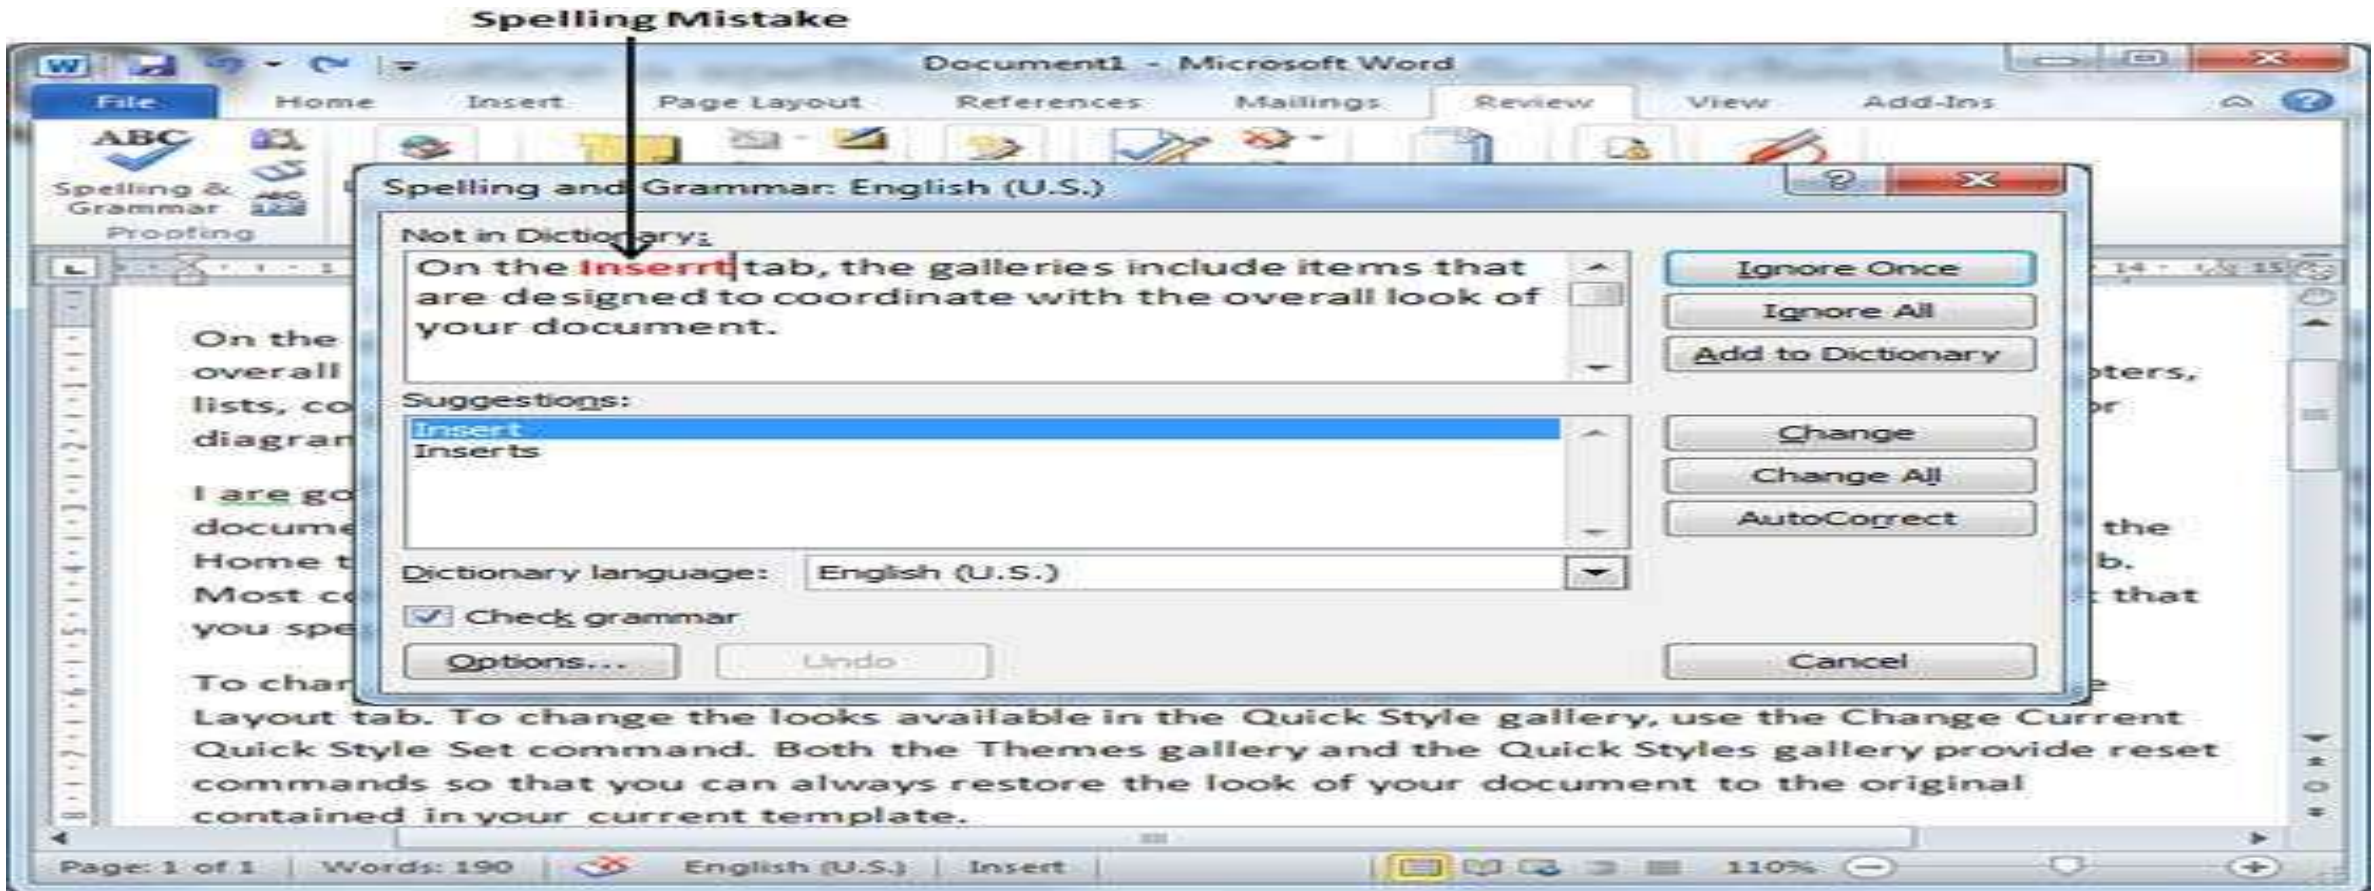 Spelling Mistake
W
Document1 - Microsoft Word
File Home Insert Page Layout References Mailings Review View Add-Ins
ABC
Spelling & Grammar
ABC 123
Proofing
Spelling and Grammar: English (U.S.)
Not in Dictionary:
On the Inserrt tab, the galleries include items that
are designed to coordinate with the overall look of
your document.
Ignore Once
Ignore All
Add to Dictionary
Suggestions:
Insert
Inserts
Change
Change All
AutoCorrect
Dictionary language: English (U.S.)
Check grammar
Options... Undo Cancel
1 14 15
On the
overall
lists, co
diagran
I are go
docume the
Home t b.
Most co that
you spe
To char
Layout tab. To change the looks available in the Quick Style gallery, use the Change Current
Quick Style Set command. Both the Themes gallery and the Quick Styles gallery provide reset
commands so that you can always restore the look of your document to the original
contained in your current template.
Page: 1 of 1 Words: 190 English (U.S.) Insert 110%